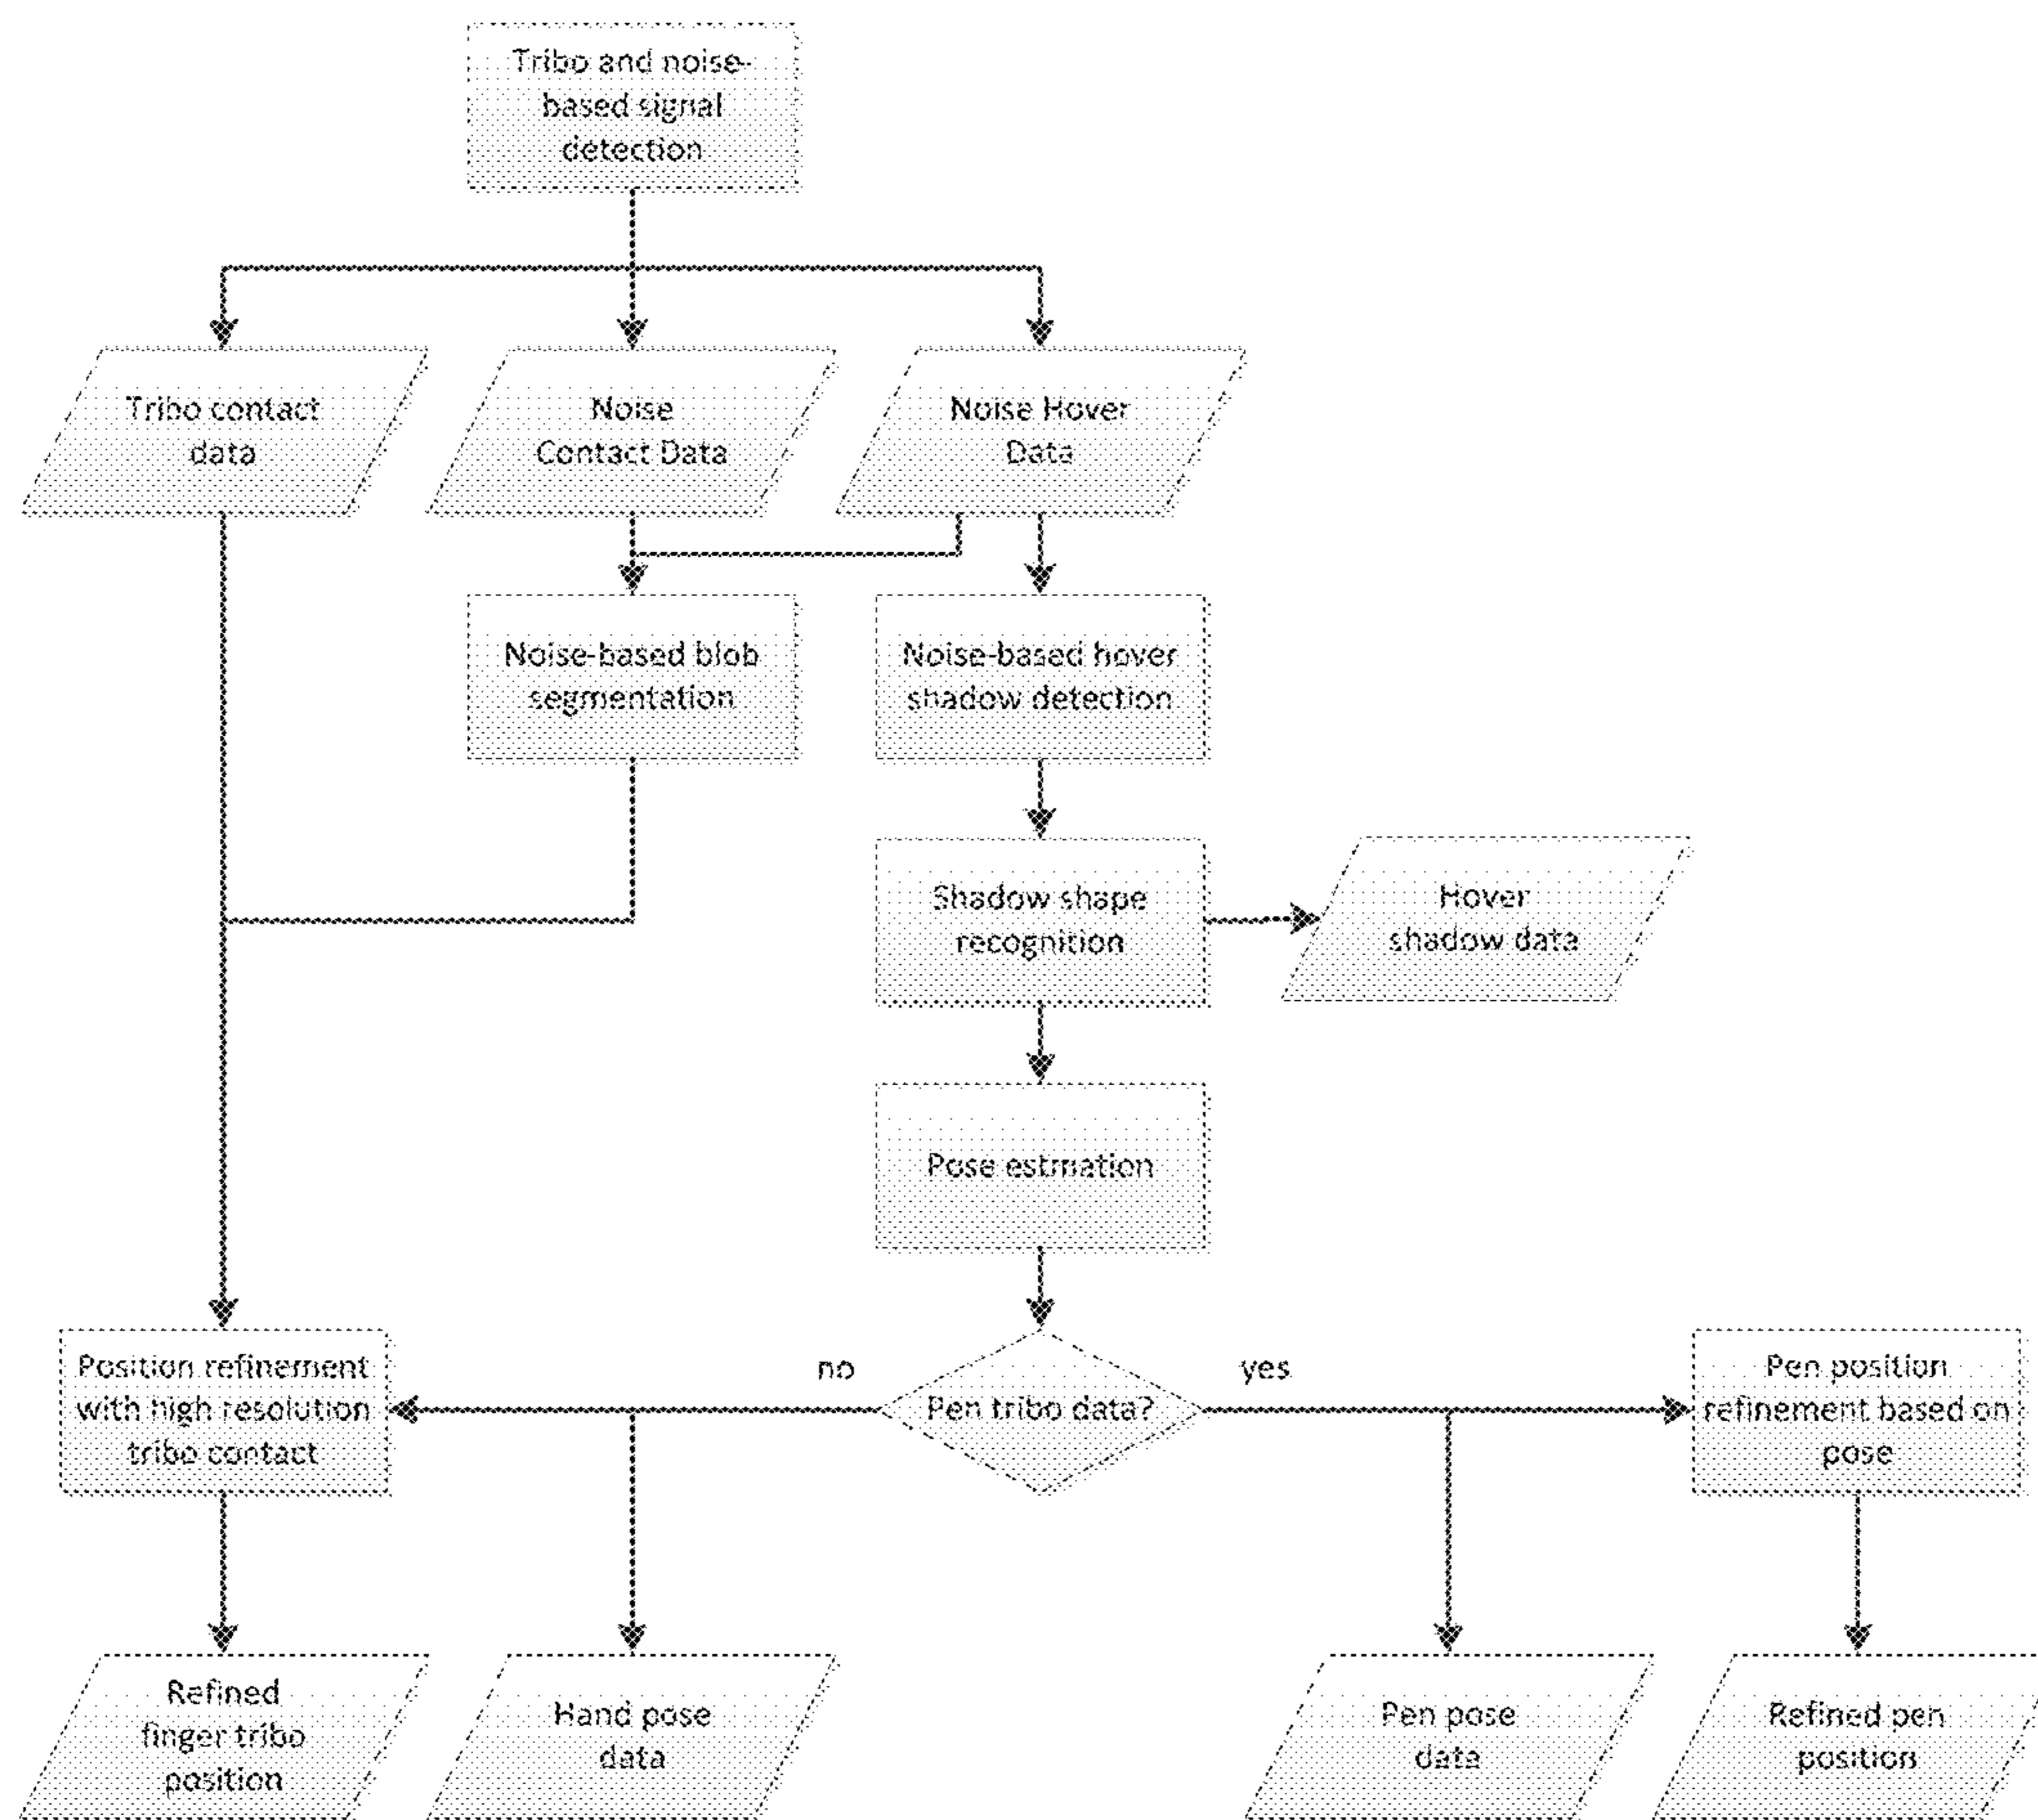 Tribo and noise-
based signal
detection
Tribo contact
data
Noise
Contact Data
Noise Hover
Data
Noise-based blob
segmentation
Noise-based hover
shadow detection
Shadow shape
recognition
Hover
shadow data
Pose estmation
Position refinement
with high resolution
tribo contact
no
Pen tribo data?
yes
Pen position
refinement based on
pose
Refined
finger tribo
position
Hand pose
data
Pen pose
data
Refined pen
position